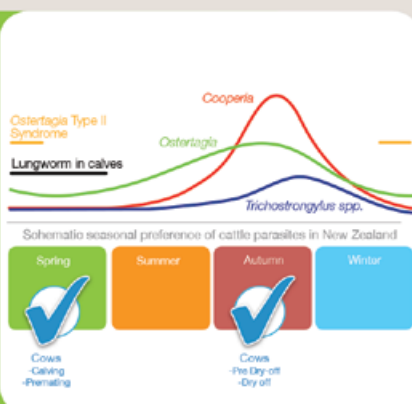 Cooperia
Ostertagia Type II
Syndrome
Ostertagia
Lungworm in calves
Trichostrongylus spp.
Schematic seasonal preference of cattle parasites in New Zealand
Spring
Summer
Autumn
Winter
Cows
-Calving
-Premating
Cows
-Pre Dry-off
-Dry off